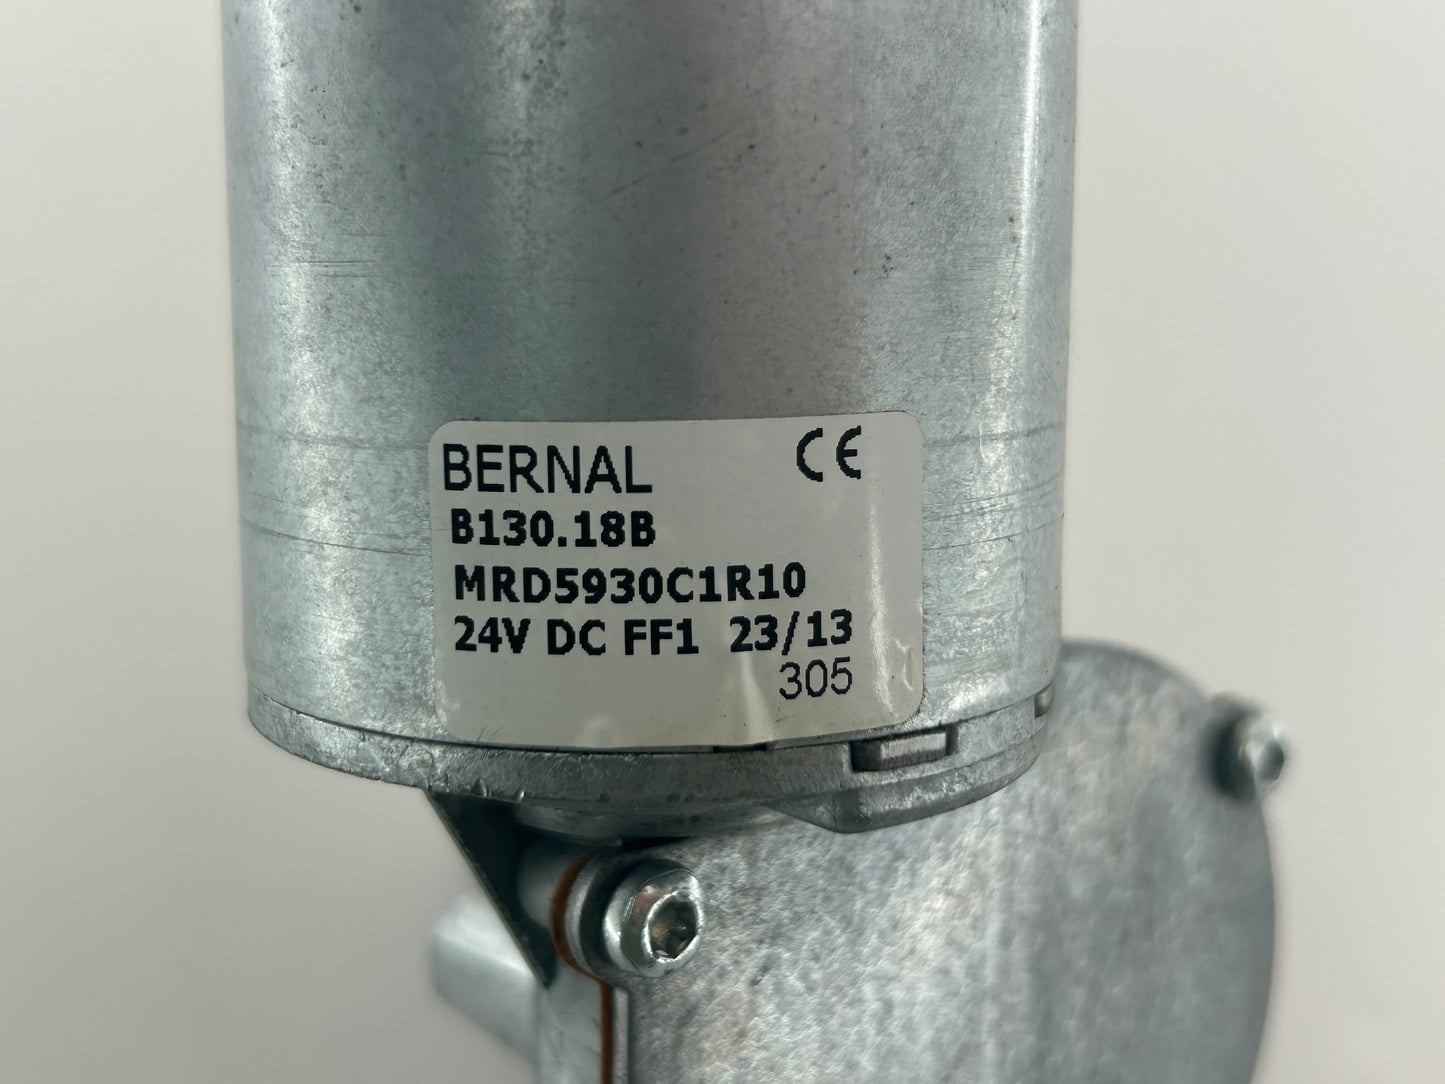 BERNAL CE
B130.18B
MRD5930C1R10
24V DC FF1 23/13
305